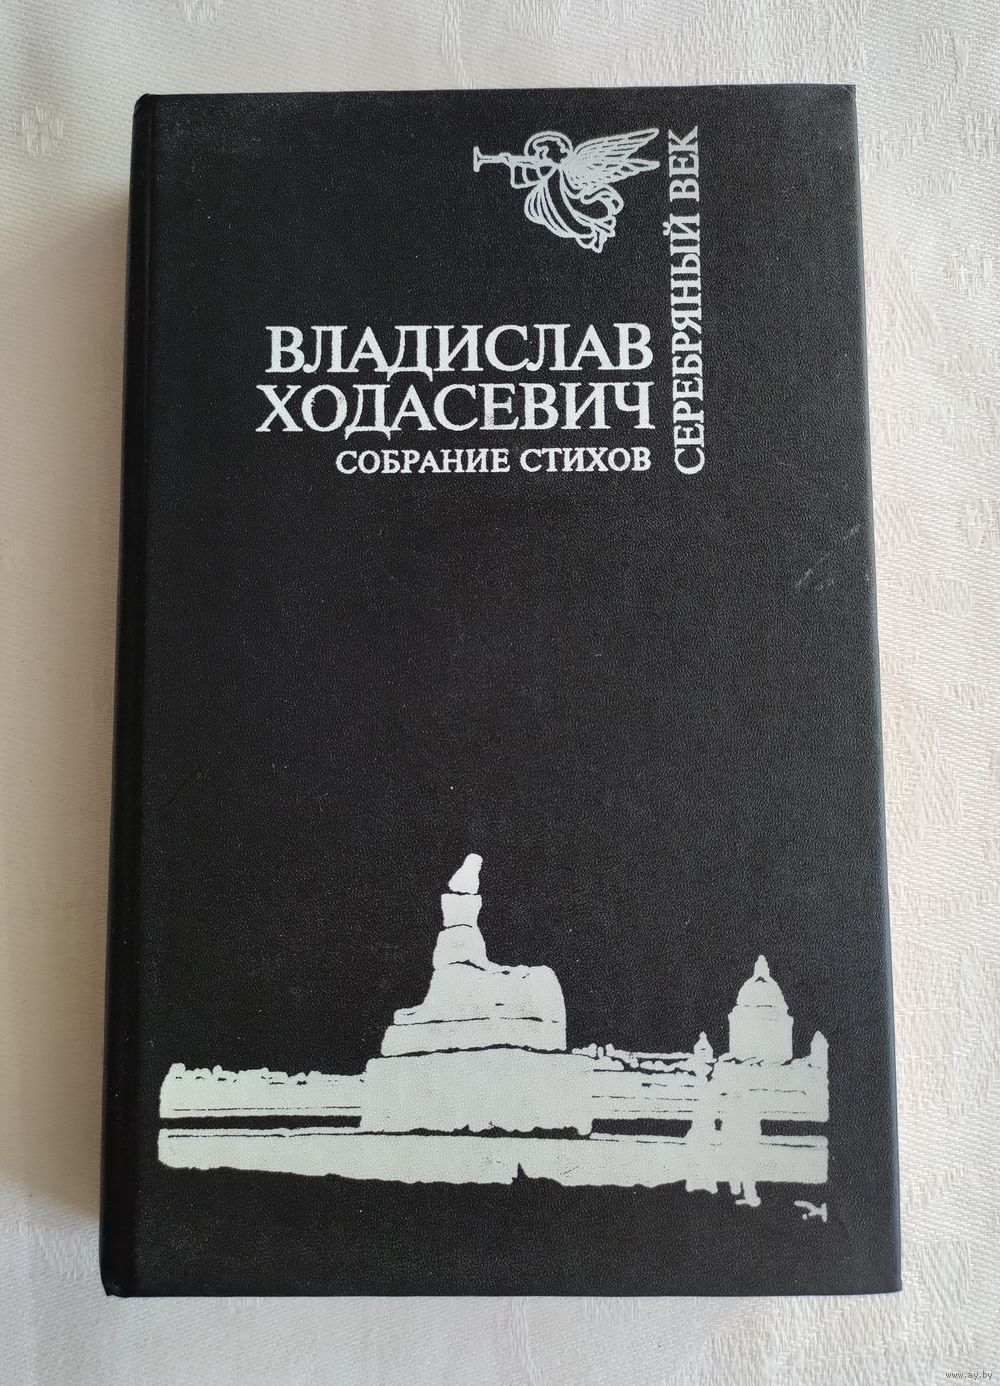 ВЛАДИСЛАВ
ХОДАСЕВИЧ
СОБРАНИЕ СТИХОВ
СЕРЕБРЯНЫЙ ВЕК
www.ay.by